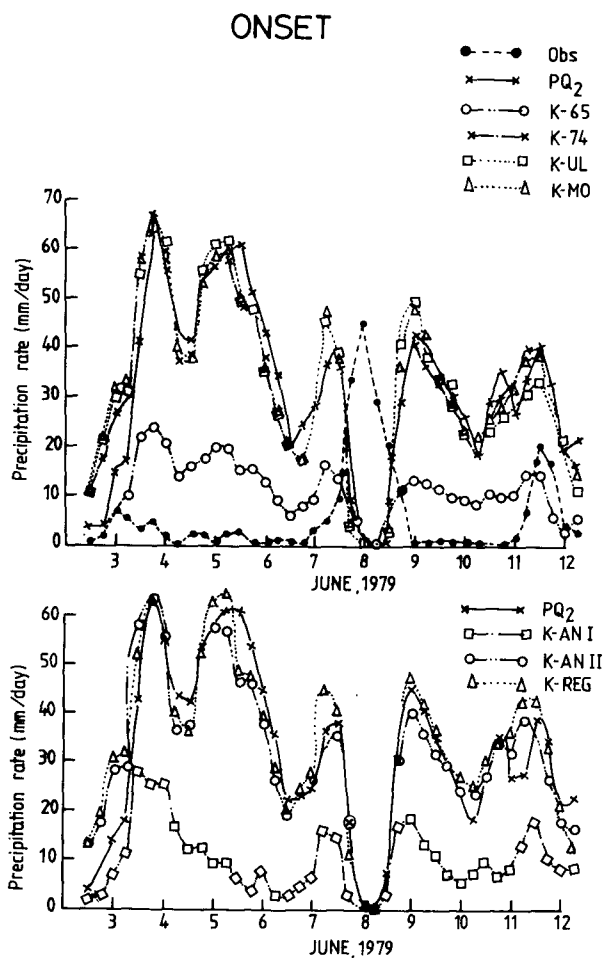 ONSET
Obs
PQ2
K-65
K-74
K-UL
K-MO
Precipitation rate (mm/day)
70
60
50
40
30
20
10
0
3 4 5 6 7 8 9 10 11 12
JUNE, 1979
PQ2
K-AN I
K-AN II
K-REG
Precipitation rate (mm/day)
60
50
40
30
20
10
0
3 4 5 6 7 8 9 10 11 12
JUNE, 1979